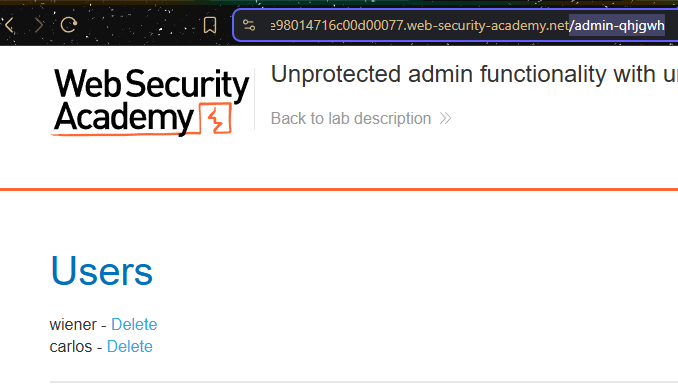 e98014716c00d00077.web-security-academy.net/admin-qhjgwh
Web Security
Academy
Unprotected admin functionality with
Back to lab description
Users
wiener - Delete
carlos - Delete